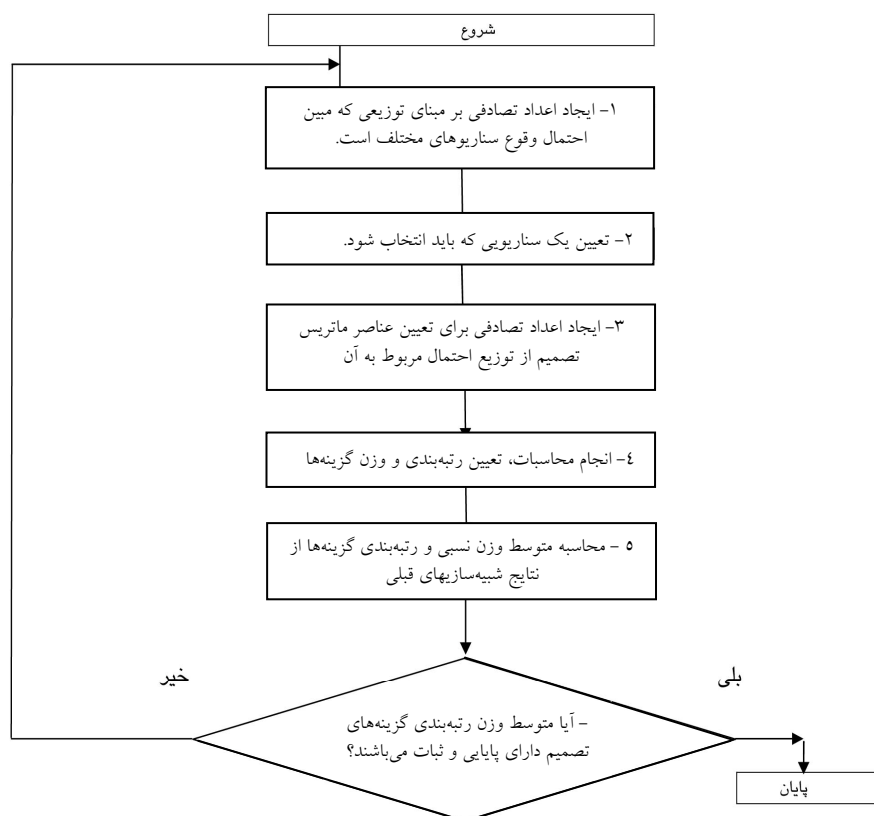 شروع
۱- ایجاد اعداد تصادفی بر مبنای توزیعی که مبین
احتمال وقوع سناریوهای مختلف است.
۲- تعیین یک سناریویی که باید انتخاب شود.
۳- ایجاد اعداد تصادفی برای تعیین عناصر ماتریس
تصمیم از توزیع احتمال مربوط به آن
٤- انجام محاسبات، تعیین رتبه‌بندی و وزن گزینه‌ها
٥ - محاسبه متوسط وزن نسبی و رتبه‌بندی گزینه‌ها از
نتایج شبیه‌سازیهای قبلی
خیر
بلی
- آیا متوسط وزن رتبه‌بندی گزینه‌های
تصمیم دارای پایایی و ثبات می‌باشند؟
پایان